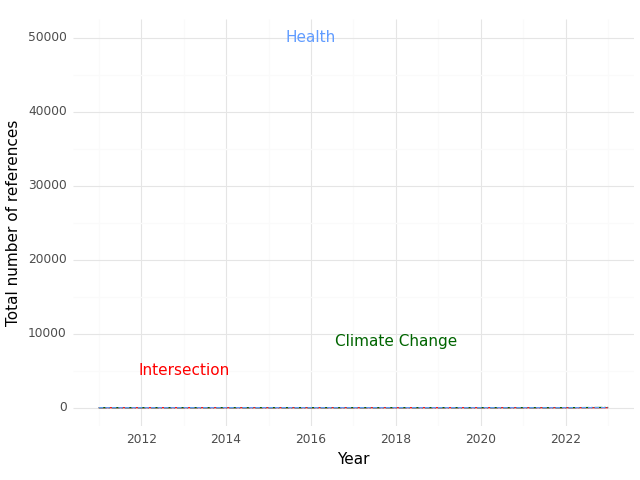 50000
Health
40000
30000
20000
10000
Climate Change
Intersection
0
2012 2014 2016 2018 2020 2022
Year
Total number of references